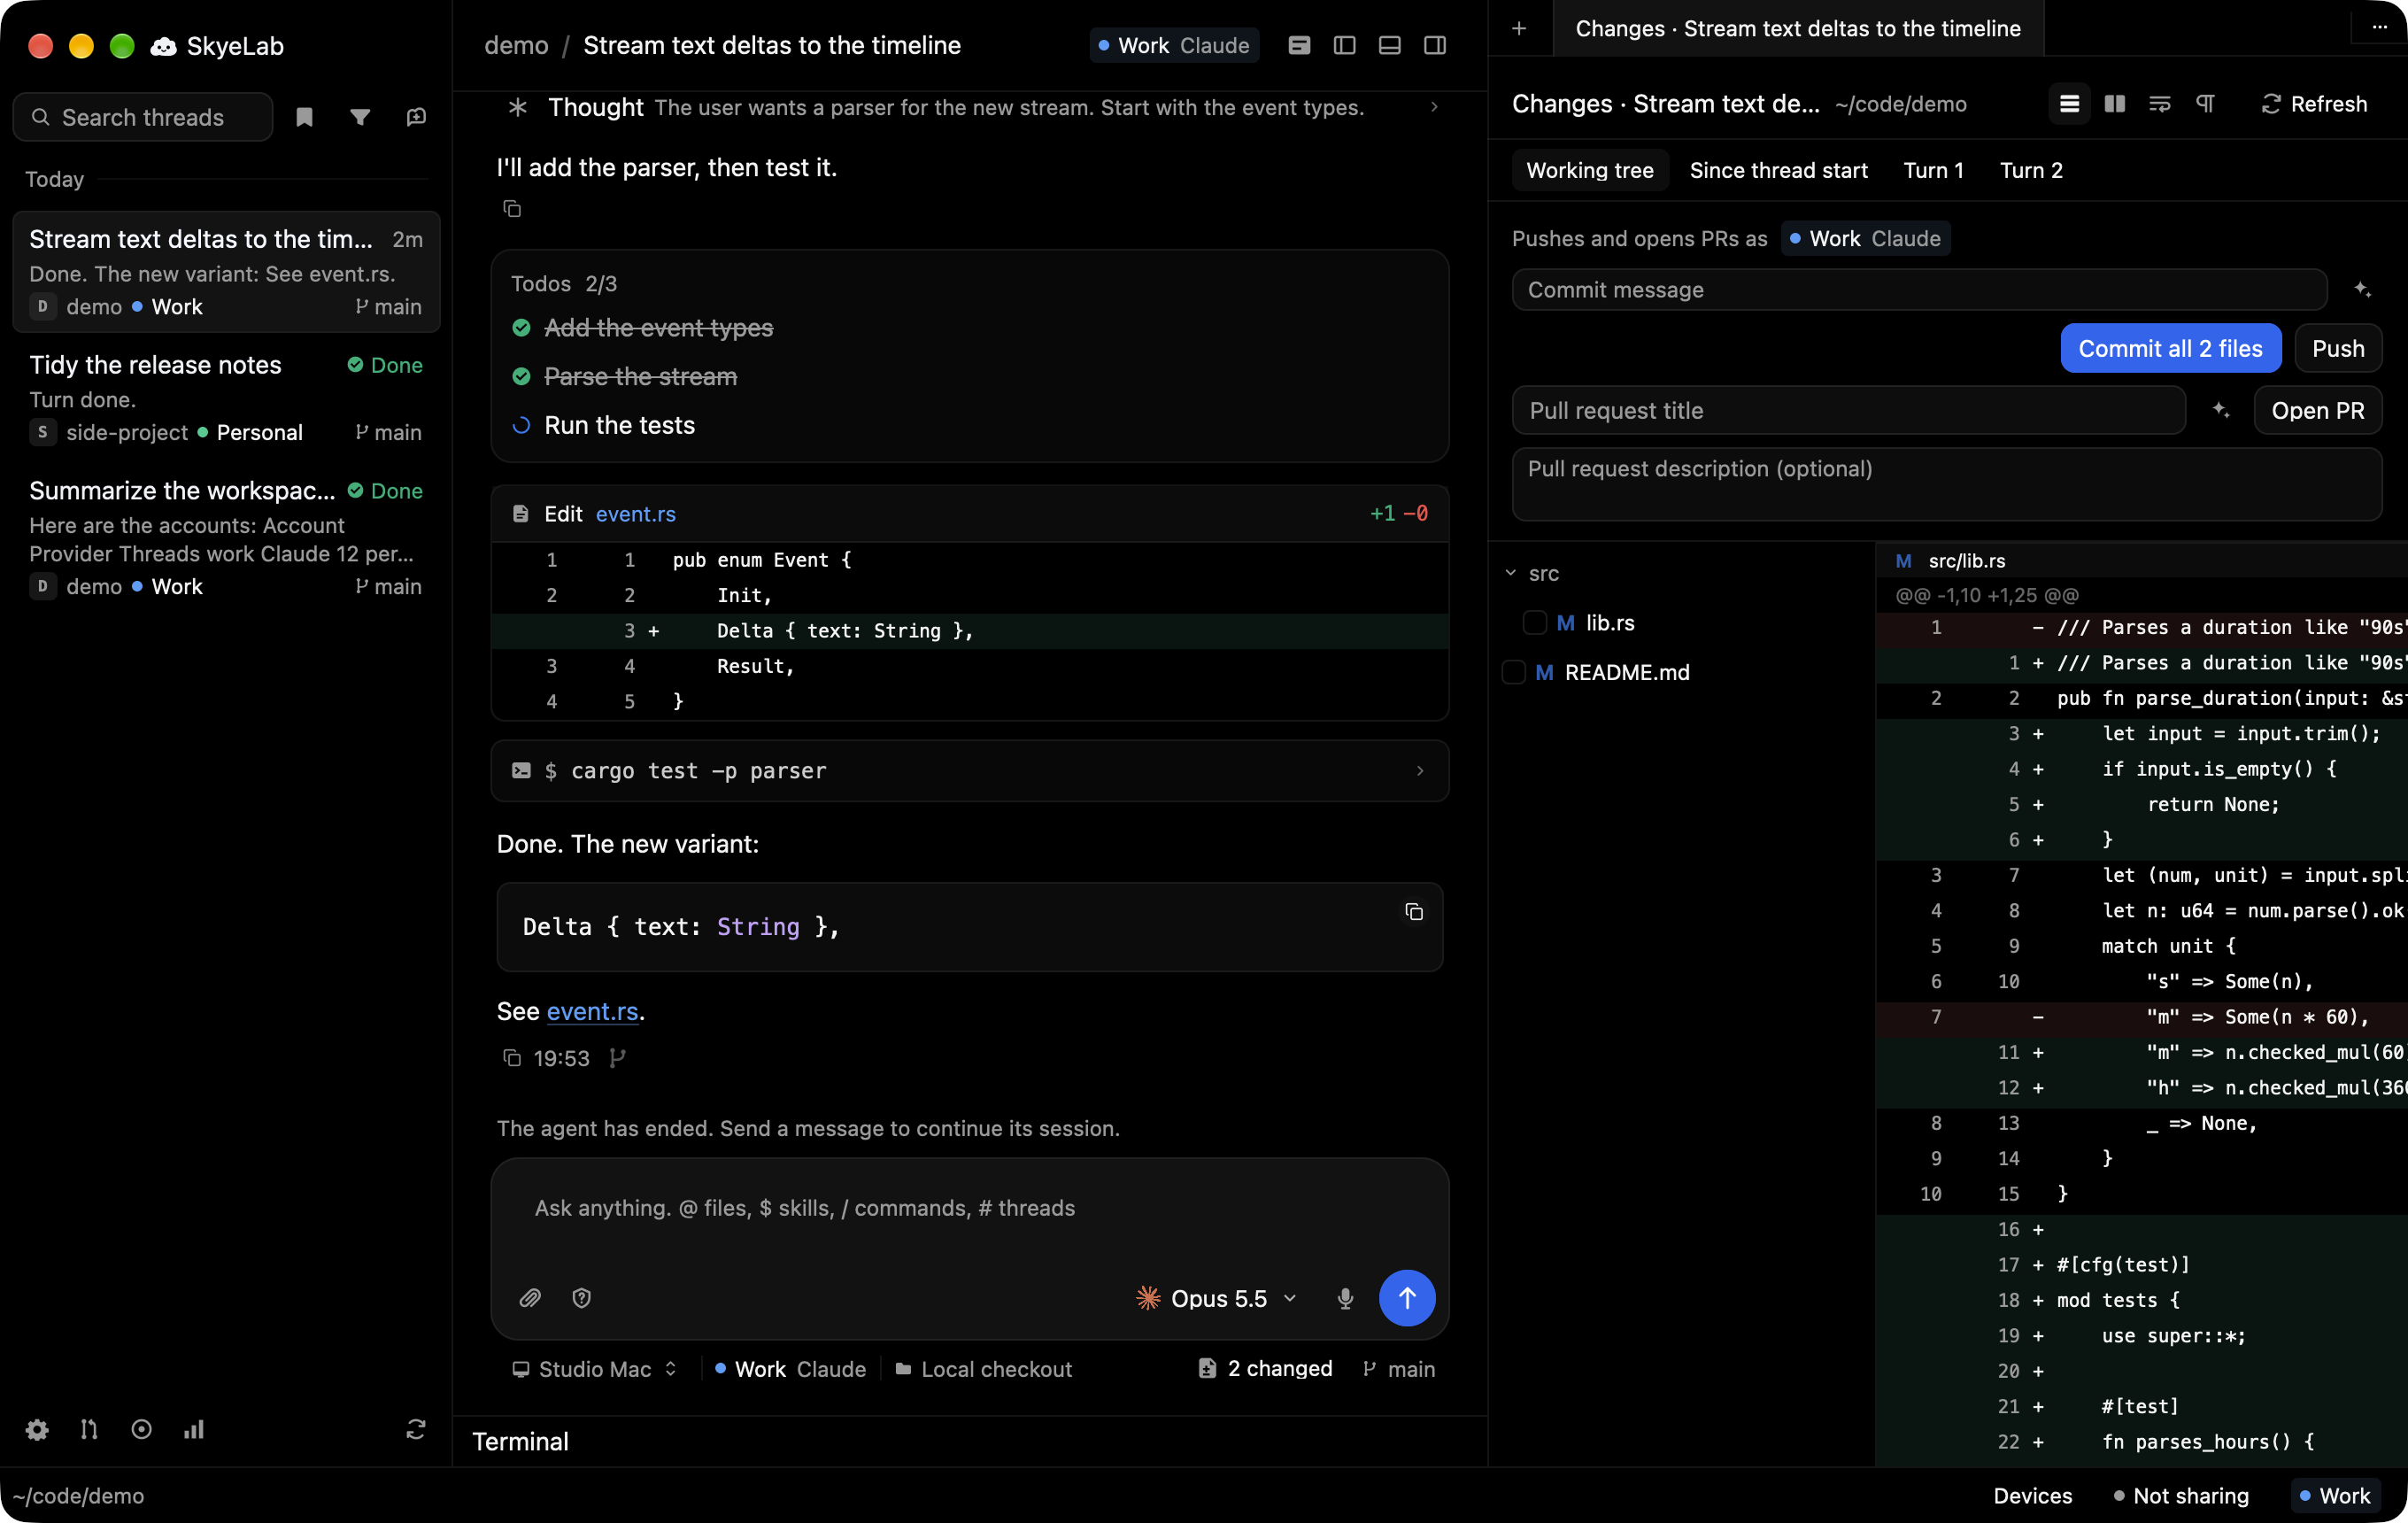 SkyeLab
Search threads
Today
Stream text deltas to the tim... 2m
Done. The new variant: See event.rs.
D demo Work main
Tidy the release notes Done
Turn done.
S side-project Personal main
Summarize the workspac... Done
Here are the accounts: Account
Provider Threads work Claude 12 per...
D demo Work main
demo / Stream text deltas to the timeline Work Claude
Thought The user wants a parser for the new stream. Start with the event types.
I'll add the parser, then test it.
Todos 2/3
Add the event types
Parse the stream
Run the tests
Edit event.rs +1 −0
1 1 pub enum Event {
2 2 Init,
3 + Delta { text: String },
3 4 Result,
4 5 }
$ cargo test -p parser
Done. The new variant:
Delta { text: String },
See event.rs.
19:53
The agent has ended. Send a message to continue its session.
Ask anything. @ files, $ skills, / commands, # threads
Opus 5.5
Studio Mac Work Claude Local checkout 2 changed main
Terminal
+ Changes · Stream text deltas to the timeline ...
Changes · Stream text de... ~/code/demo Refresh
Working tree Since thread start Turn 1 Turn 2
Pushes and opens PRs as Work Claude
Commit message
Commit all 2 files Push
Pull request title Open PR
Pull request description (optional)
src
M lib.rs
M README.md
M src/lib.rs
@@ -1,10 +1,25 @@
1 − /// Parses a duration like "90s"
1 + /// Parses a duration like "90s"
2 2 pub fn parse_duration(input: &s
3 + let input = input.trim();
4 + if input.is_empty() {
5 + return None;
6 + }
3 7 let (num, unit) = input.spl
4 8 let n: u64 = num.parse().ok
5 9 match unit {
6 10 "s" => Some(n),
7 − "m" => Some(n * 60),
11 + "m" => n.checked_mul(60
12 + "h" => n.checked_mul(36
8 13 _ => None,
9 14 }
10 15 }
16 +
17 + #[cfg(test)]
18 + mod tests {
19 + use super::*;
20 +
21 + #[test]
22 + fn parses_hours() {
~/code/demo Devices Not sharing Work